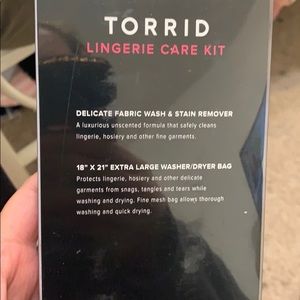 TORRID
LINGERIE CARE KIT
DELICATE FABRIC WASH & STAIN REMOVER
A luxurious unscented formula that safely cleans
lingerie, hosiery and other fine garments.
18" X 21" EXTRA LARGE WASHER/DRYER BAG
Protects lingerie, hosiery and other delicate
garments from snags, tangles and tears while
washing and drying. Fine mesh bag allows thorough
washing and quick drying.